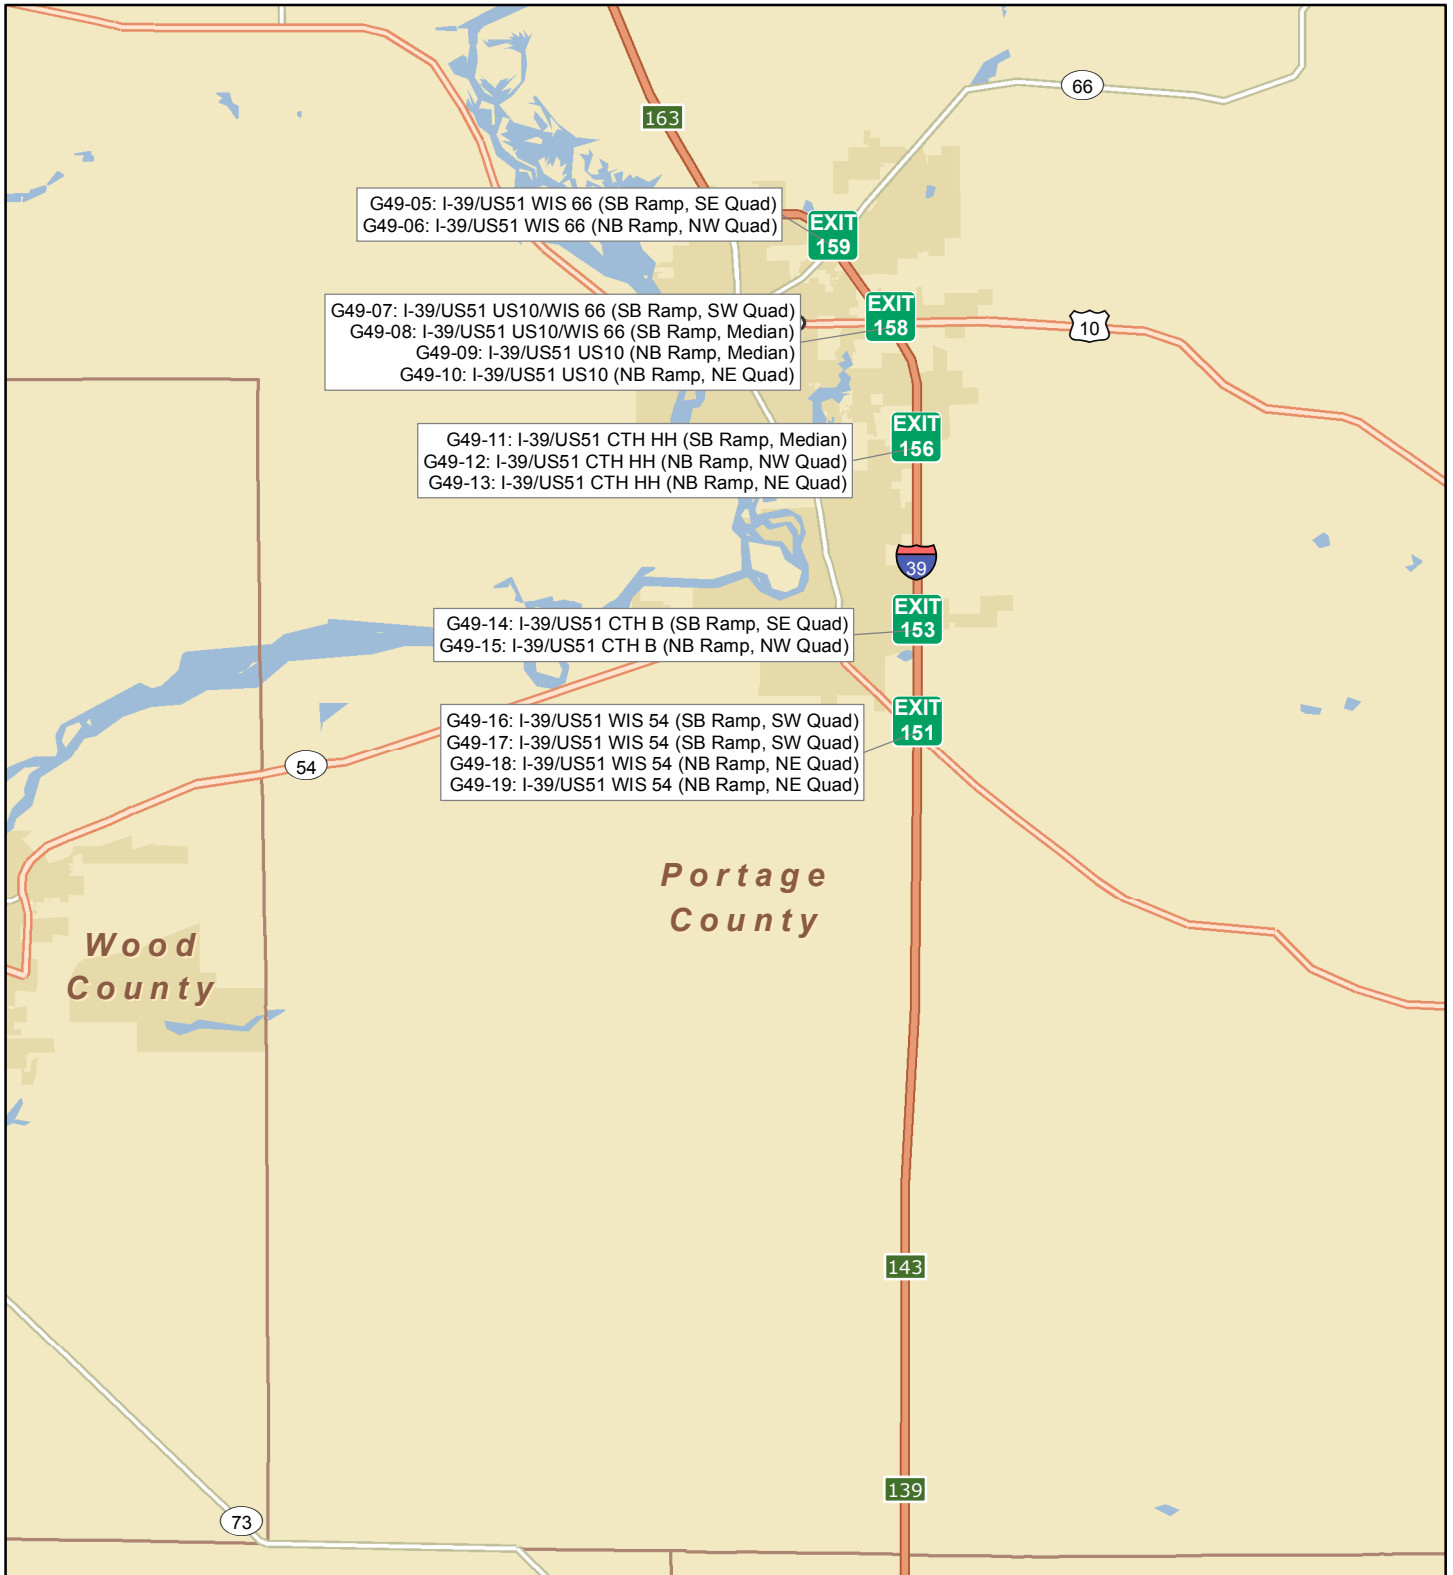 66
163
G49-05: I-39/US51 WIS 66 (SB Ramp, SE Quad)
G49-06: I-39/US51 WIS 66 (NB Ramp, NW Quad)
EXIT
159
G49-07: I-39/US51 US10/WIS 66 (SB Ramp, SW Quad)
G49-08: I-39/US51 US10/WIS 66 (SB Ramp, Median)
G49-09: I-39/US51 US10 (NB Ramp, Median)
G49-10: I-39/US51 US10 (NB Ramp, NE Quad)
EXIT
158
10
G49-11: I-39/US51 CTH HH (SB Ramp, Median)
G49-12: I-39/US51 CTH HH (NB Ramp, NW Quad)
G49-13: I-39/US51 CTH HH (NB Ramp, NE Quad)
EXIT
156
39
G49-14: I-39/US51 CTH B (SB Ramp, SE Quad)
G49-15: I-39/US51 CTH B (NB Ramp, NW Quad)
EXIT
153
G49-16: I-39/US51 WIS 54 (SB Ramp, SW Quad)
G49-17: I-39/US51 WIS 54 (SB Ramp, SW Quad)
G49-18: I-39/US51 WIS 54 (NB Ramp, NE Quad)
G49-19: I-39/US51 WIS 54 (NB Ramp, NE Quad)
EXIT
151
54
Portage
County
Wood
County
143
139
73